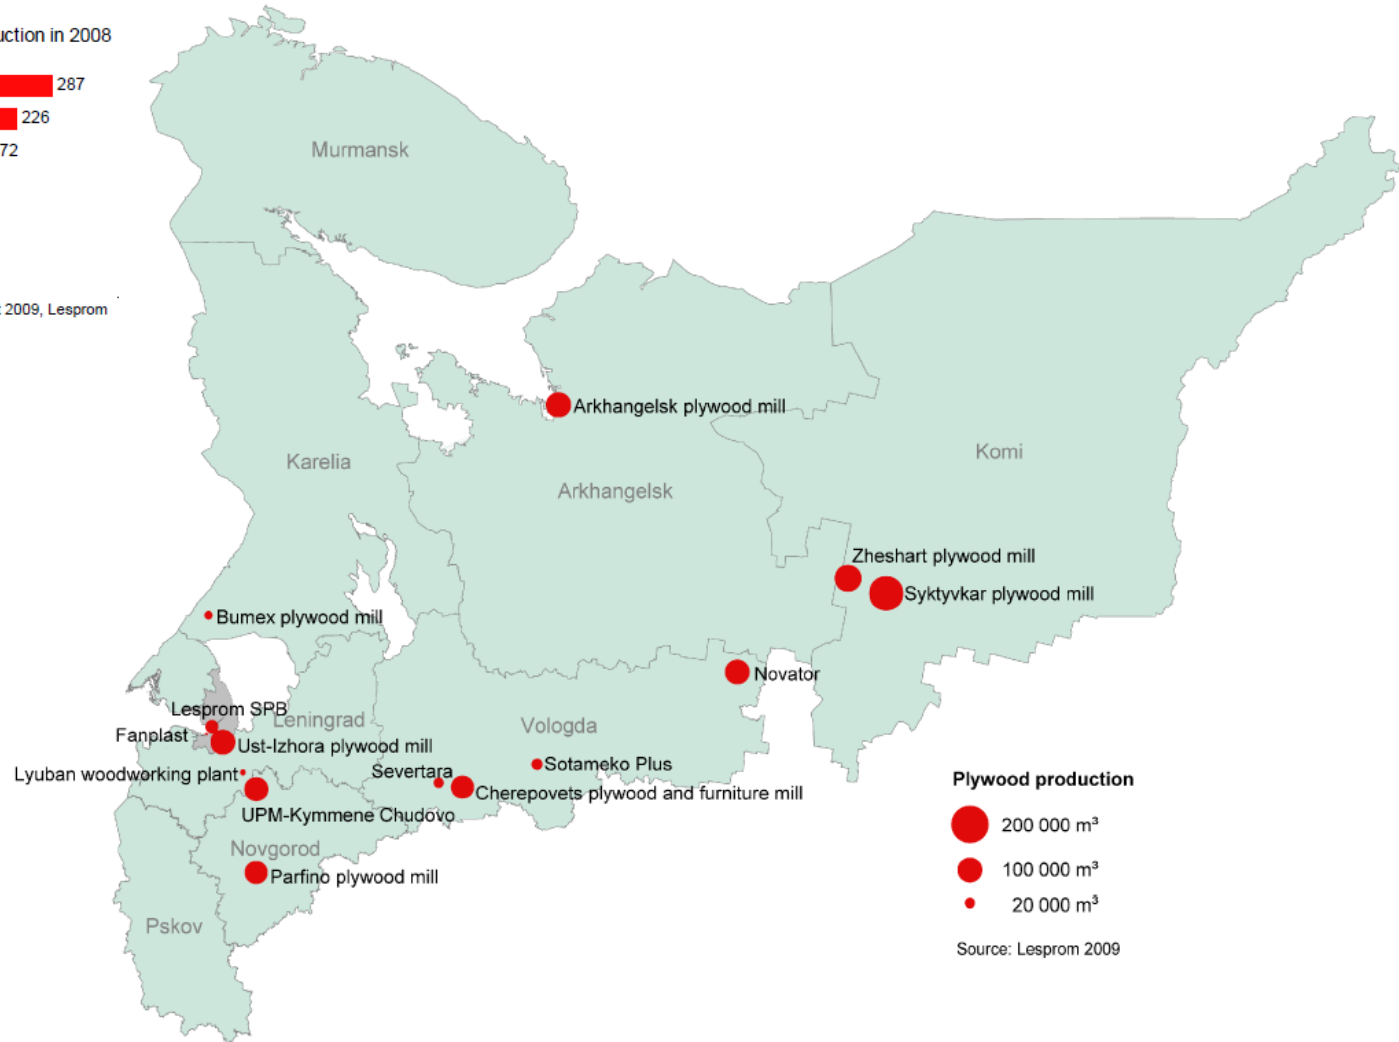 uction in 2008
287
226
72
2009, Lesprom
Murmansk
Arkhangelsk plywood mill
Karelia
Komi
Arkhangelsk
Zheshart plywood mill
Syktyvkar plywood mill
Bumex plywood mill
Novator
Lesprom SPB
Leningrad
Vologda
Fanplast
Ust-Izhora plywood mill
Sotameko Plus
Lyuban woodworking plant
Severtara
Cherepovets plywood and furniture mill
UPM-Kymmene Chudovo
Novgorod
Parfino plywood mill
Pskov
Plywood production
200 000 m³
100 000 m³
20 000 m³
Source: Lesprom 2009